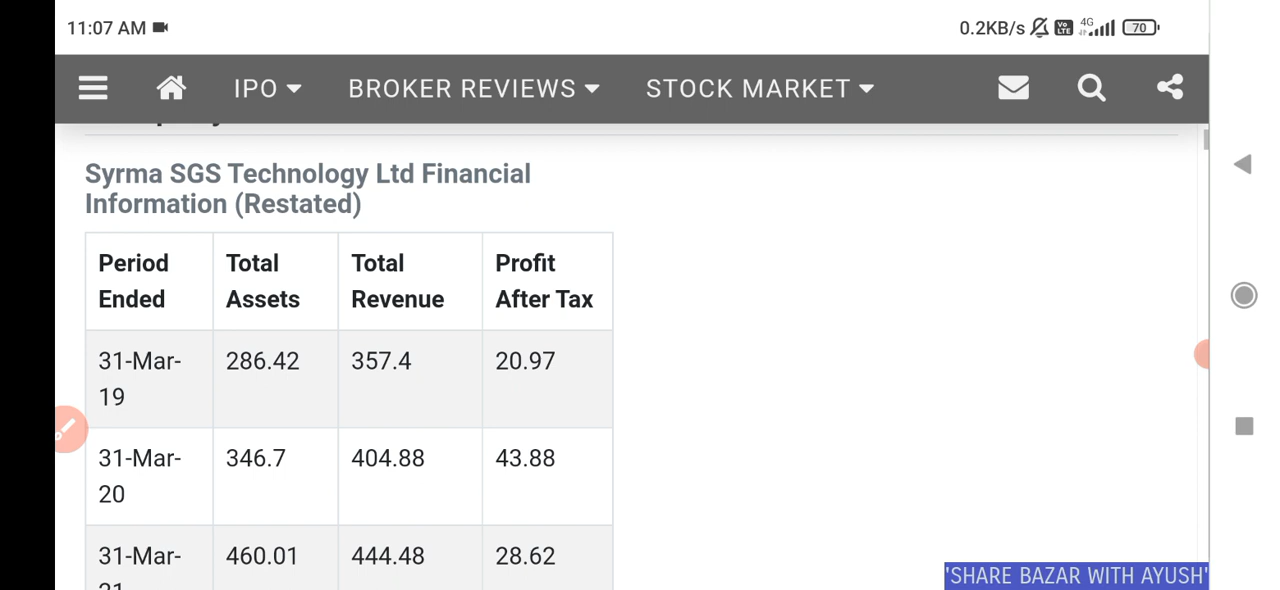 11:07 AM
0.2KB/s Vo LTE 4G 70
IPO BROKER REVIEWS STOCK MARKET
Syrma SGS Technology Ltd Financial
Information (Restated)
Period Ended Total Assets Total Revenue Profit After Tax
31-Mar-19 286.42 357.4 20.97
31-Mar-20 346.7 404.88 43.88
31-Mar-21 460.01 444.48 28.62
'SHARE BAZAR WITH AYUSH'